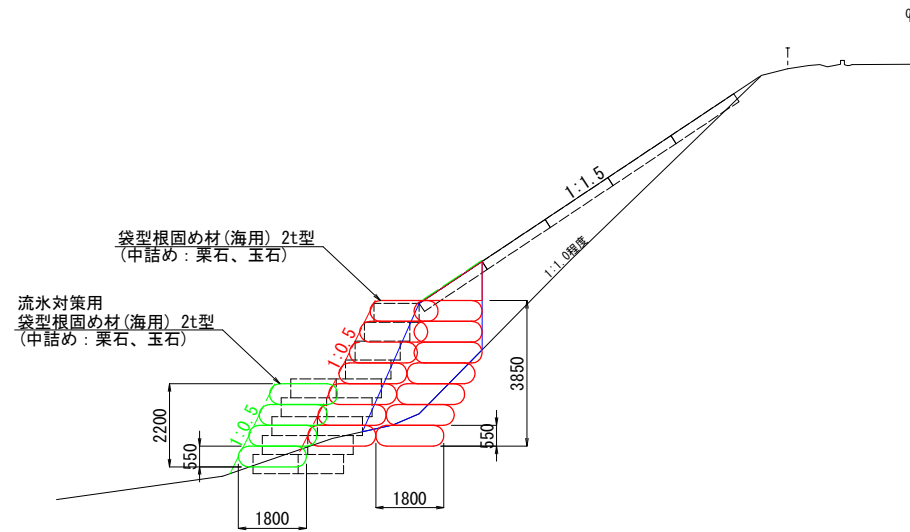 1:1.5
1:1.0程度
袋型根固め材(海用) 2t型
(中詰め：栗石、玉石)
流氷対策用
袋型根固め材(海用) 2t型
(中詰め：栗石、玉石)
1:0.5
1:0.5
3850
2200
550
550
1800
1800